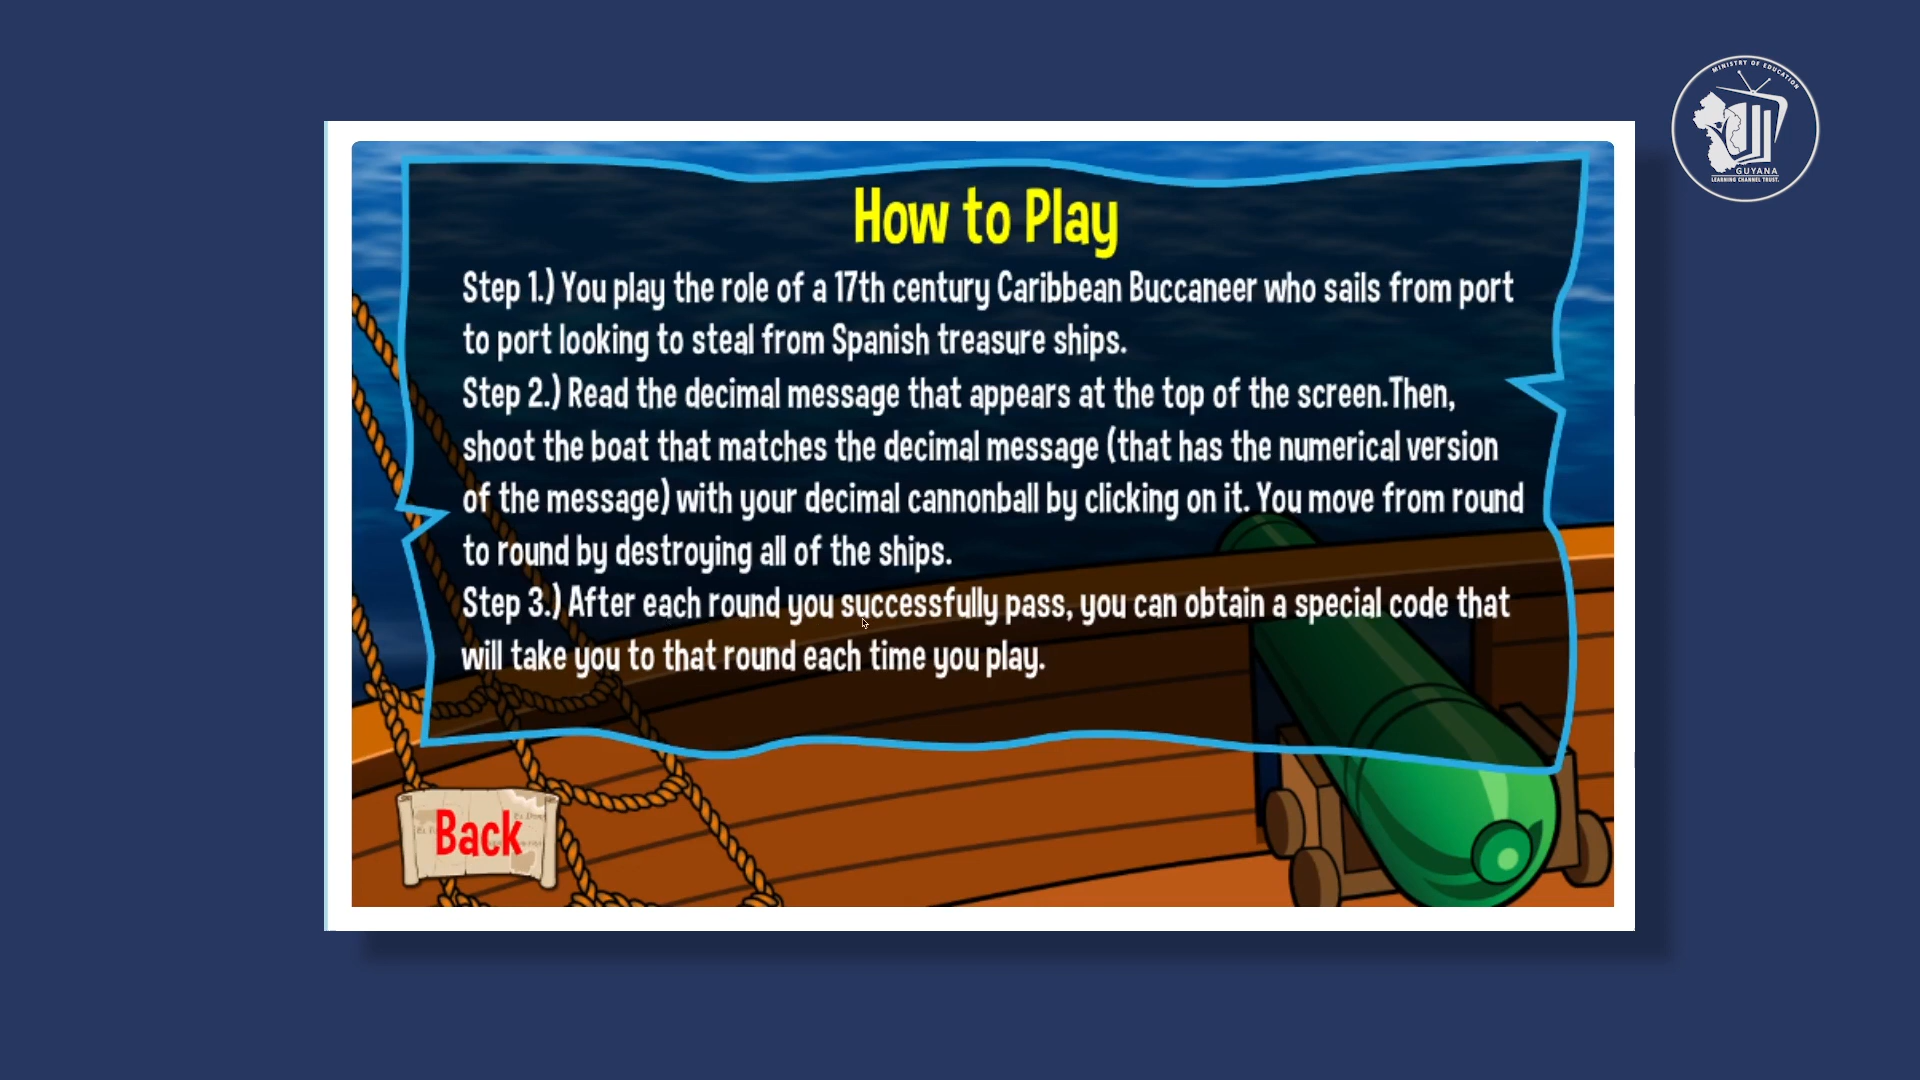 MINISTRY OF EDUCATION
GUYANA
LEARNING CHANNEL TRUST.
How to Play
Step 1.) You play the role of a 17th century Caribbean Buccaneer who sails from port
to port looking to steal from Spanish treasure ships.
Step 2.) Read the decimal message that appears at the top of the screen.Then,
shoot the boat that matches the decimal message (that has the numerical version
of the message) with your decimal cannonball by clicking on it. You move from round
to round by destroying all of the ships.
Step 3.) After each round you successfully pass, you can obtain a special code that
will take you to that round each time you play.
Back